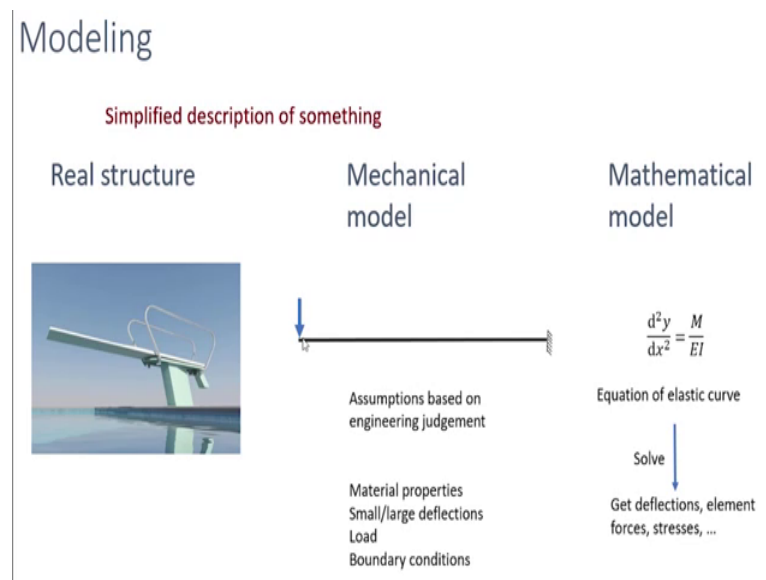 Modeling
Simplified description of something
Real structure
Mechanical
model
Mathematical
model
d²y/dx² = M/EI
Assumptions based on
engineering judgement
Equation of elastic curve
Solve
Material properties
Small/large deflections
Load
Boundary conditions
Get deflections, element
forces, stresses, ...